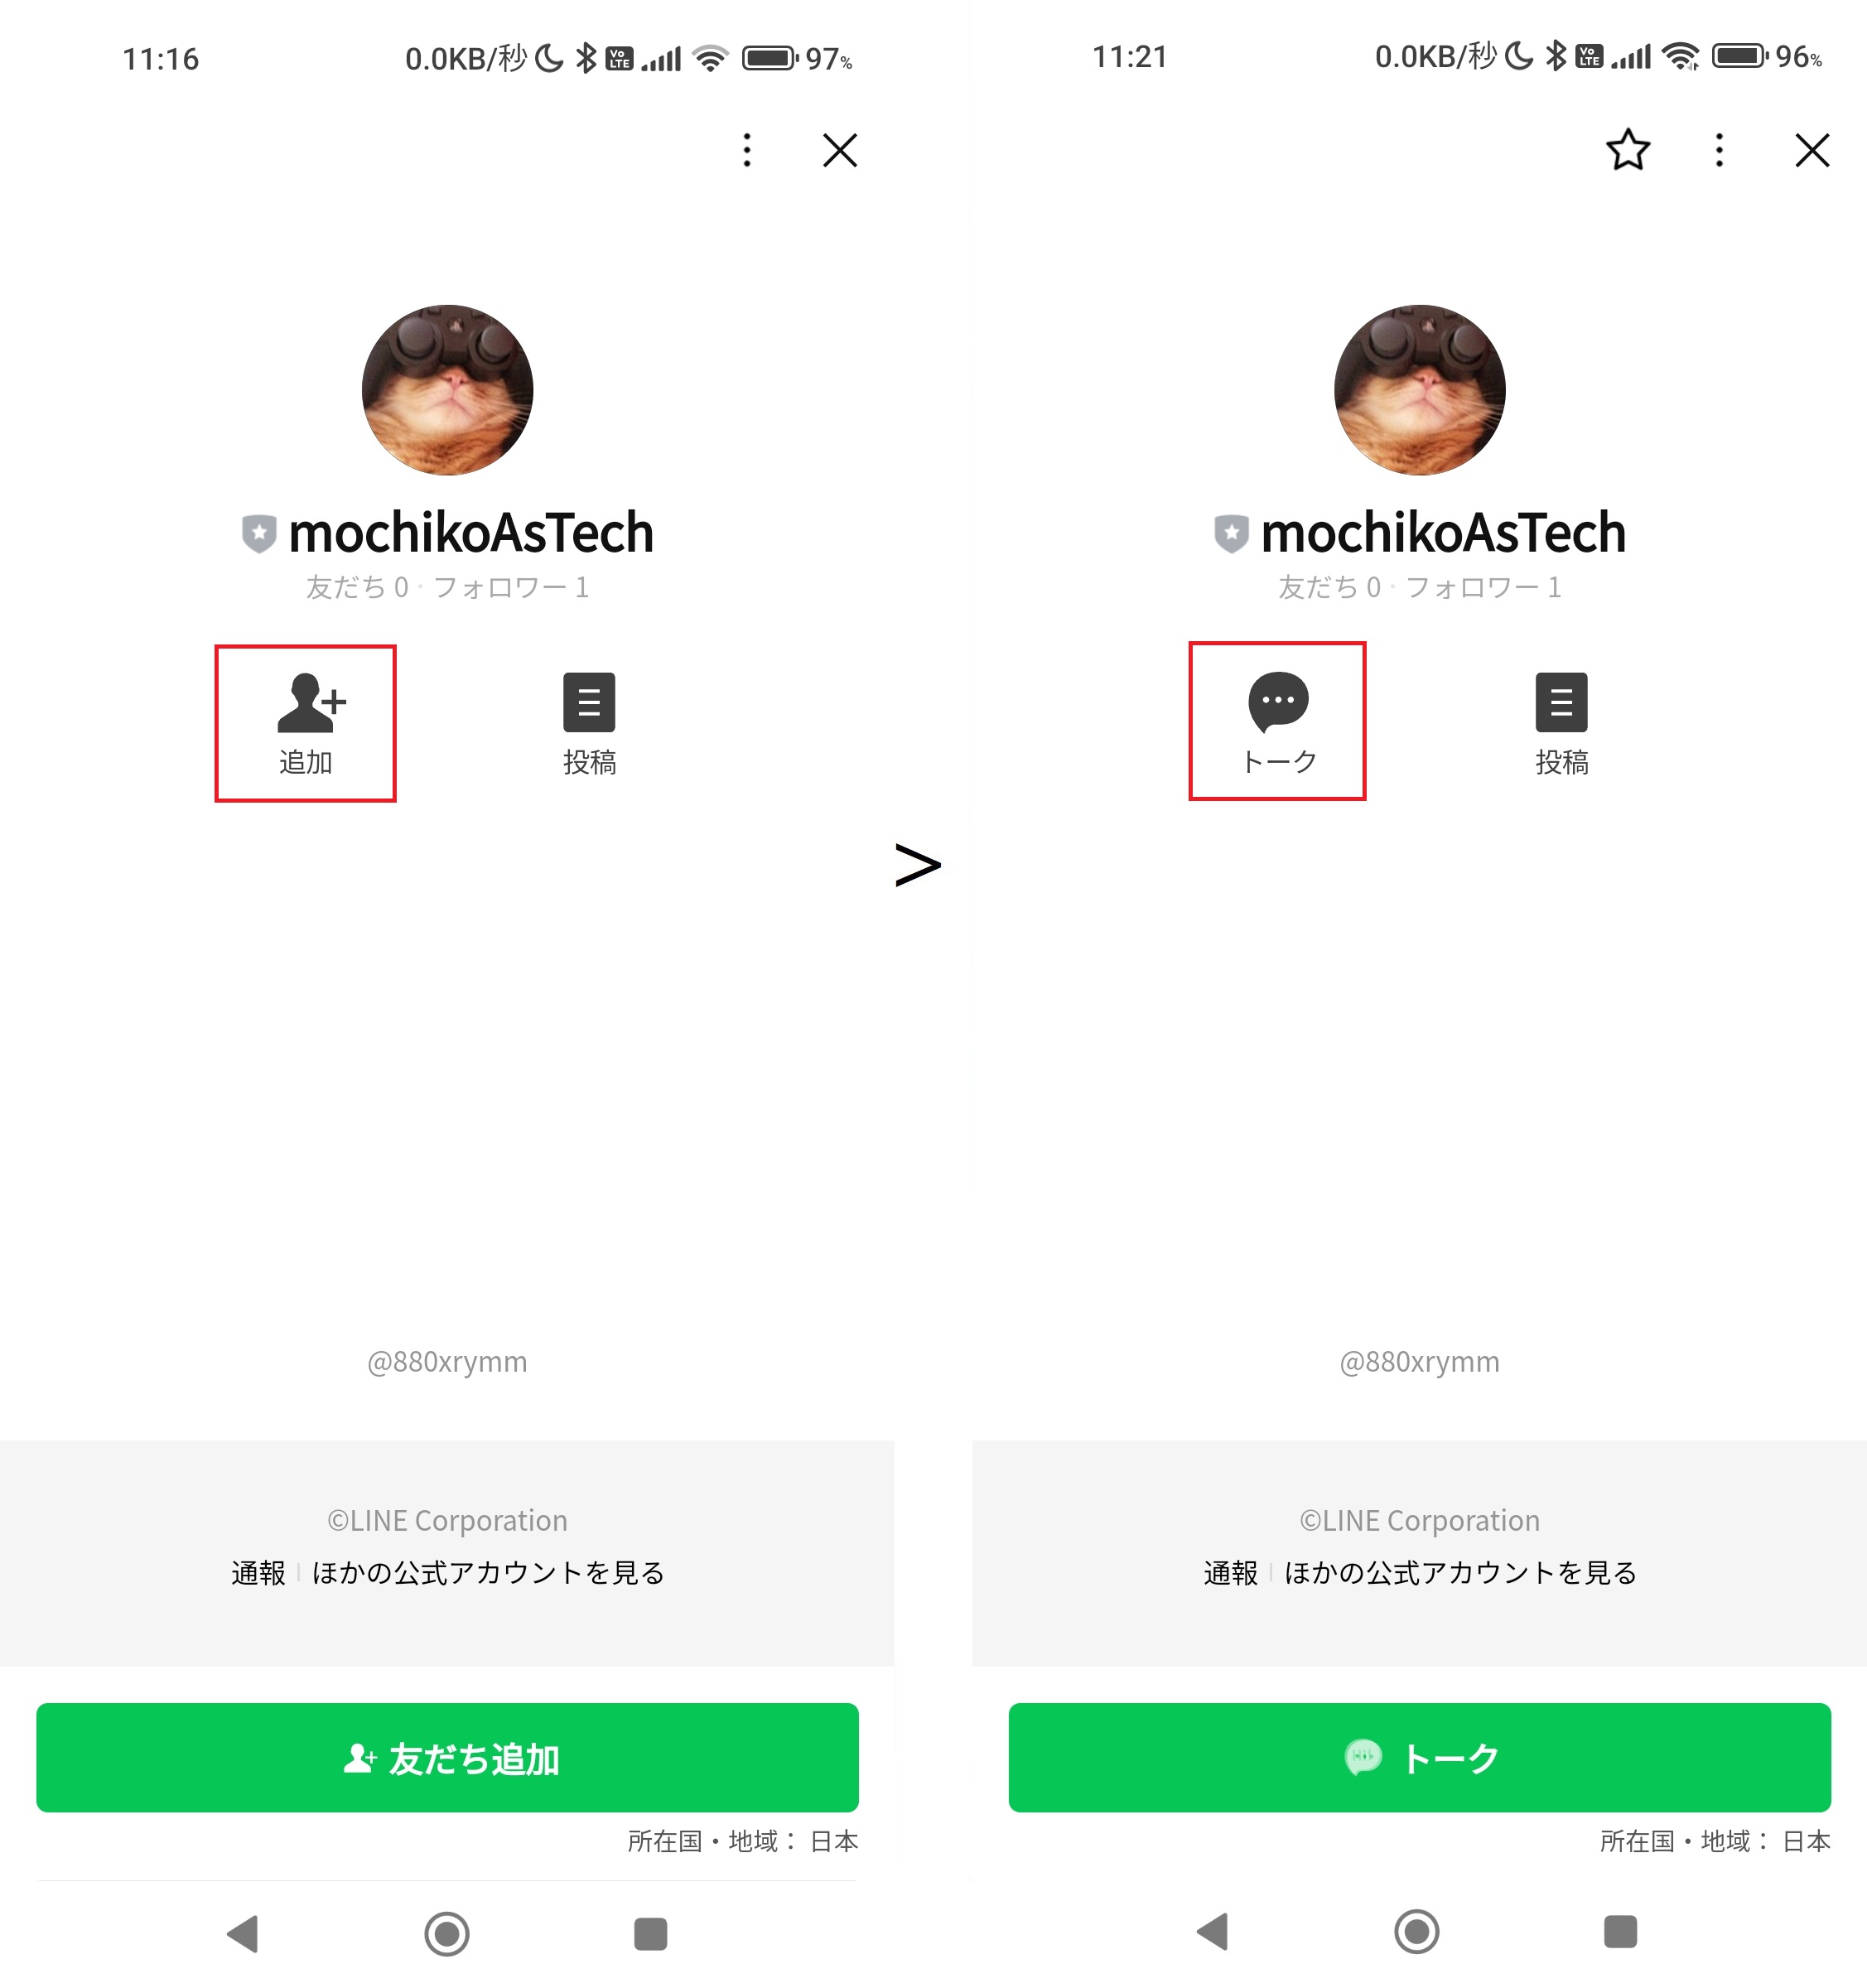 11:16 0.0KB/秒 Vo LTE 97%
mochikoAsTech
友だち 0・フォロワー 1
追加 投稿
@880xrymm
©LINE Corporation
通報 | ほかの公式アカウントを見る
友だち追加
所在国・地域： 日本
>
11:21 0.0KB/秒 Vo LTE 96%
mochikoAsTech
友だち 0・フォロワー 1
トーク 投稿
@880xrymm
©LINE Corporation
通報 | ほかの公式アカウントを見る
トーク
所在国・地域： 日本